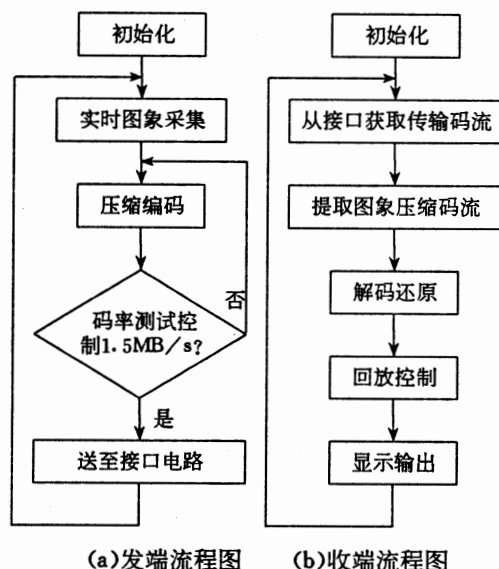 初始化
实时图象采集
压缩编码
码率测试控
制1.5MB/s?
否
是
送至接口电路
(a)发端流程图
初始化
从接口获取传输码流
提取图象压缩码流
解码还原
回放控制
显示输出
(b)收端流程图